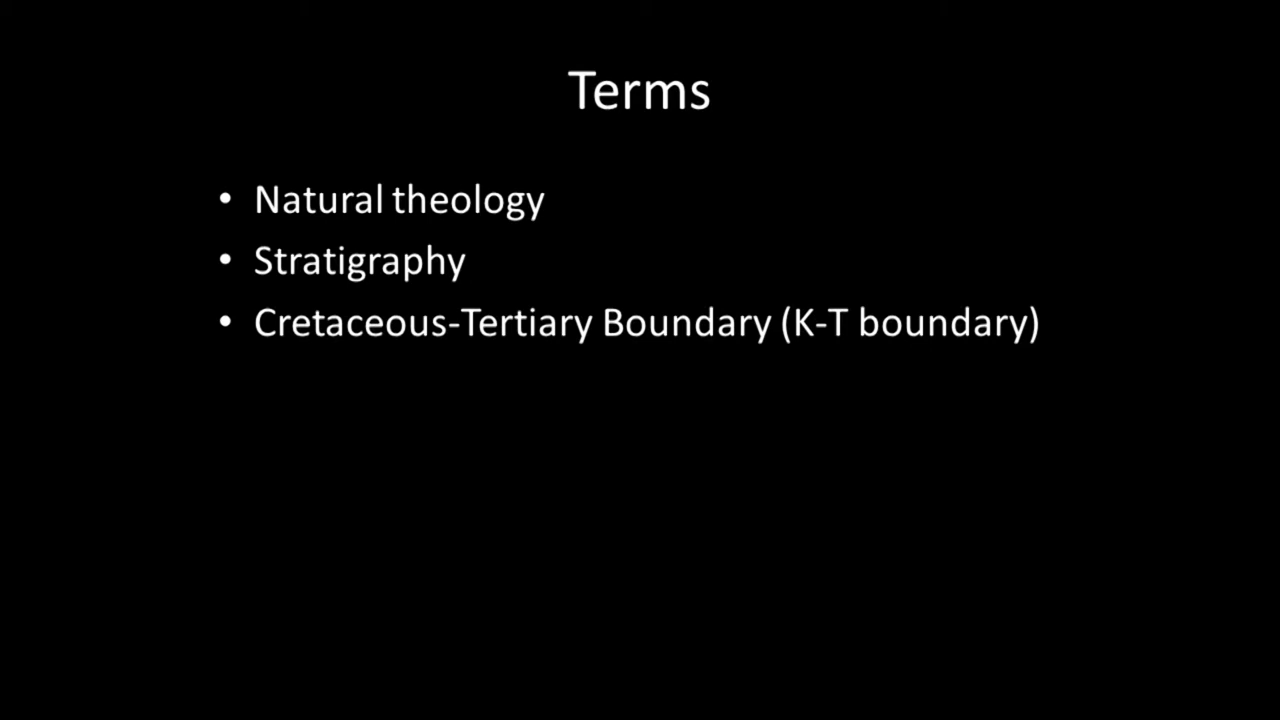 Terms
• Natural theology
• Stratigraphy
• Cretaceous-Tertiary Boundary (K-T boundary)